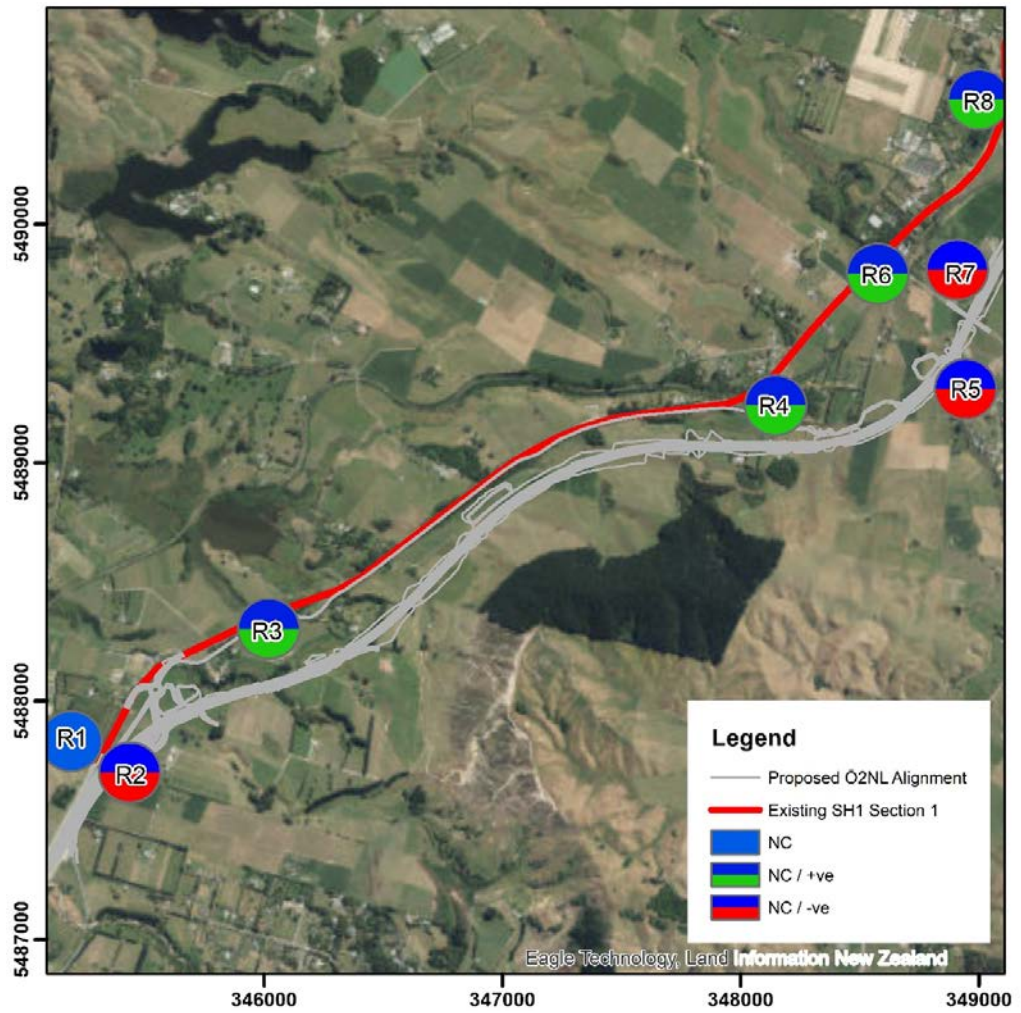 R8
5490000
R6
R7
R5
R4
5489000
R3
5488000
R1
R2
Legend
Proposed Ō2NL Alignment
Existing SH1 Section 1
NC
NC / +ve
NC / -ve
5487000
Eagle Technology, Land Information New Zealand
346000
347000
348000
349000